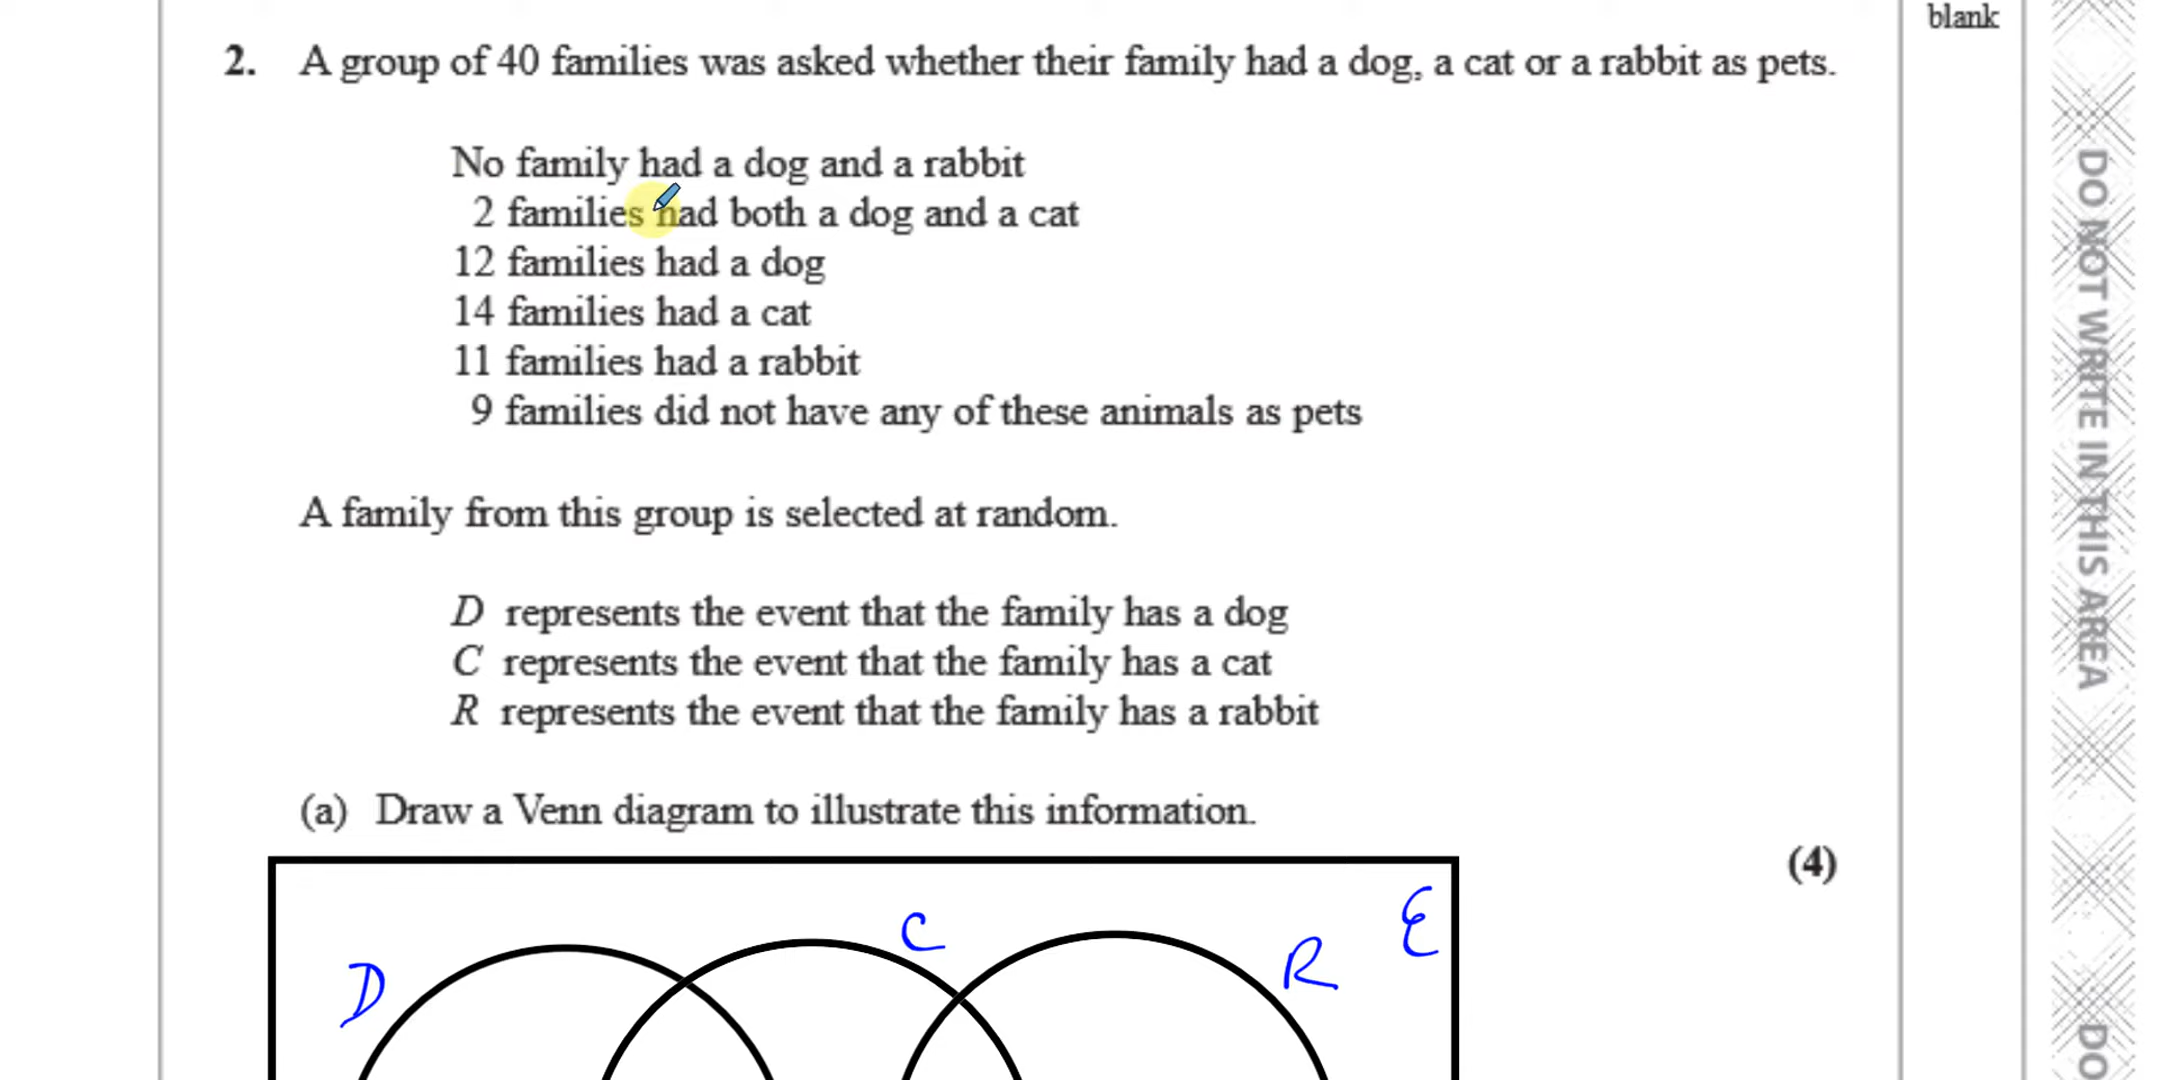 blank
2. A group of 40 families was asked whether their family had a dog, a cat or a rabbit as pets.
No family had a dog and a rabbit
2 families had both a dog and a cat
12 families had a dog
14 families had a cat
11 families had a rabbit
9 families did not have any of these animals as pets
A family from this group is selected at random.
D represents the event that the family has a dog
C represents the event that the family has a cat
R represents the event that the family has a rabbit
(a) Draw a Venn diagram to illustrate this information.
(4)
D
C
R
ℰ
DO NOT WRITE IN THIS AREA
DO